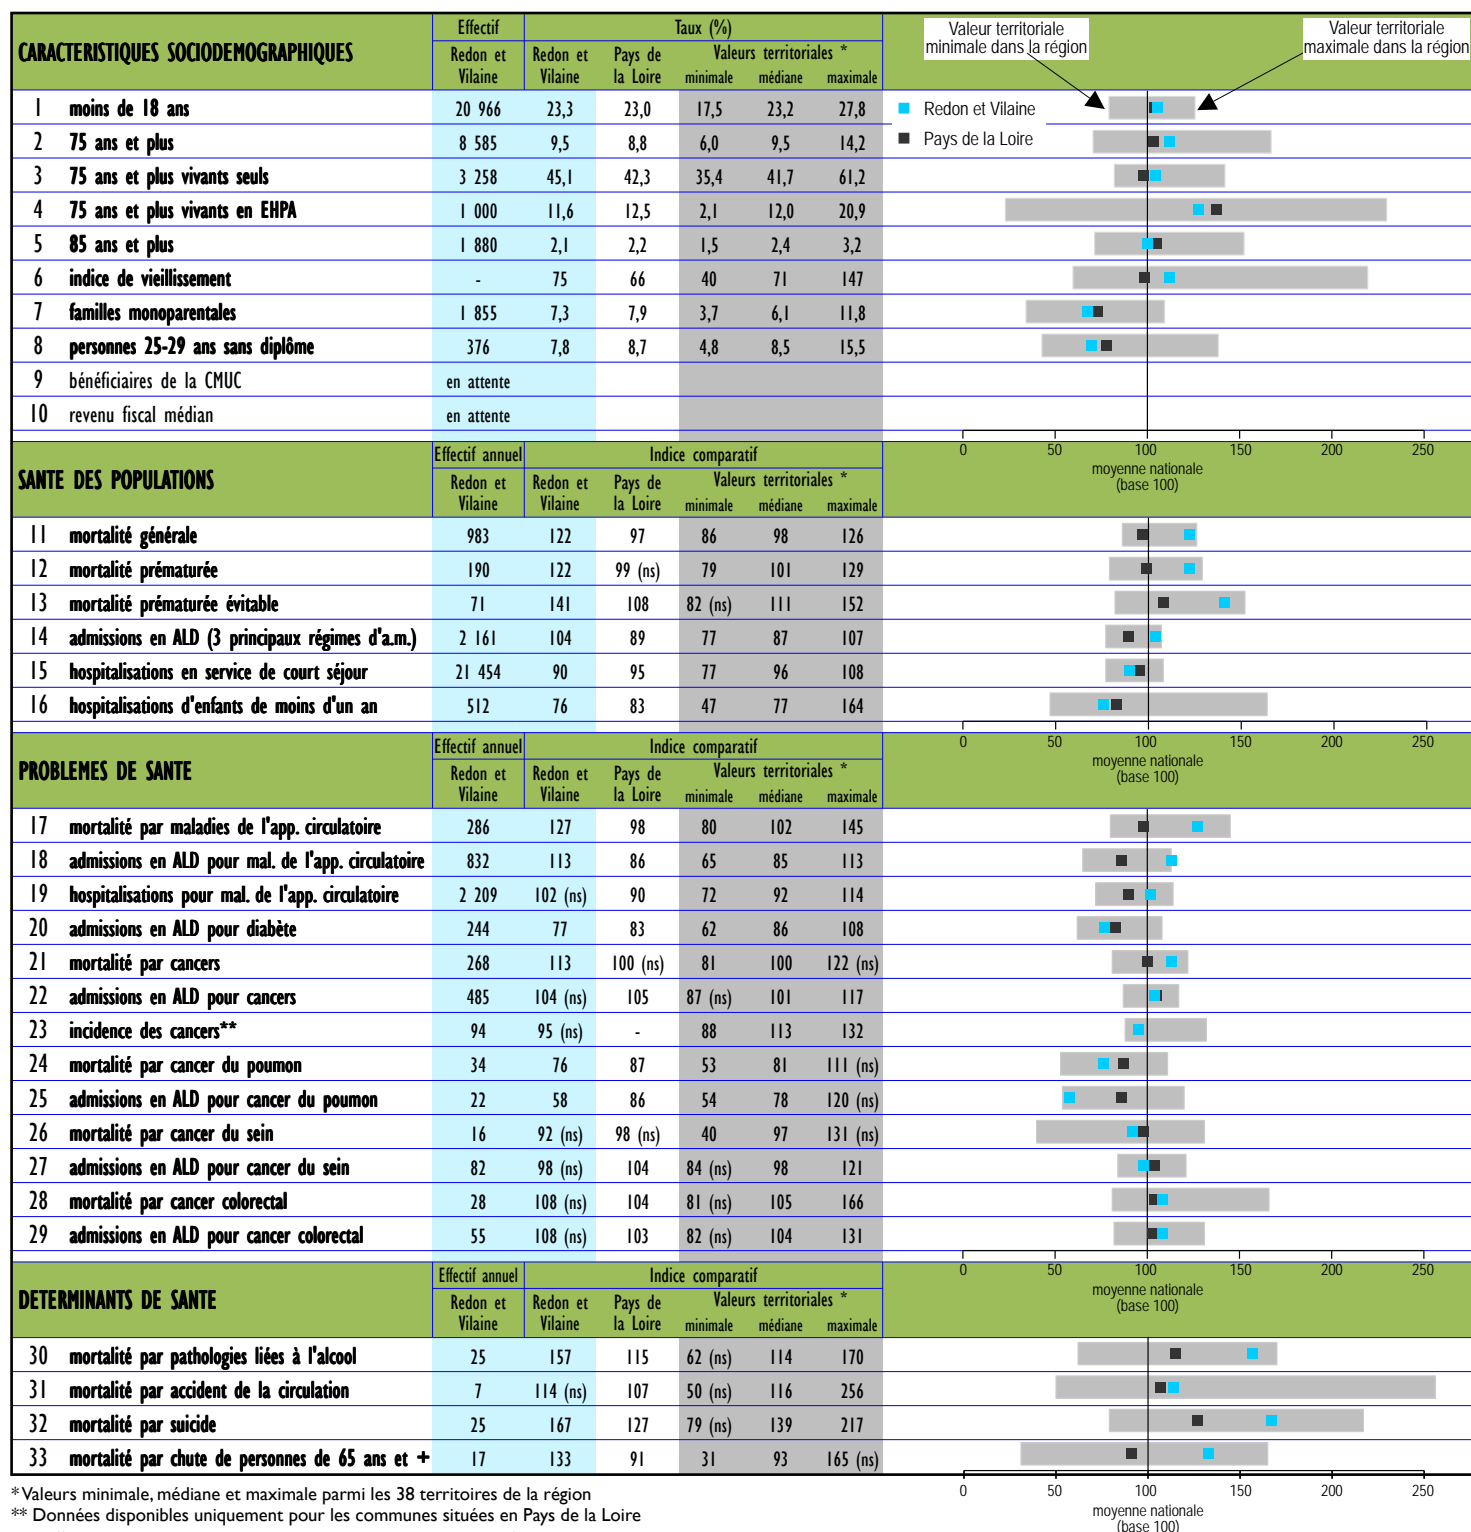 CARACTERISTIQUES SOCIODEMOGRAPHIQUES
Effectif Taux (%)
Redon et Vilaine Redon et Vilaine Pays de la Loire Valeurs territoriales *
minimale médiane maximale
Valeur territoriale minimale dans la région
Valeur territoriale maximale dans la région
1 moins de 18 ans 20 966 23,3 23,0 17,5 23,2 27,8
Redon et Vilaine
2 75 ans et plus 8 585 9,5 8,8 6,0 9,5 14,2
Pays de la Loire
3 75 ans et plus vivants seuls 3 258 45,1 42,3 35,4 41,7 61,2
4 75 ans et plus vivants en EHPA 1 000 11,6 12,5 2,1 12,0 20,9
5 85 ans et plus 1 880 2,1 2,2 1,5 2,4 3,2
6 indice de vieillissement - 75 66 40 71 147
7 familles monoparentales 1 855 7,3 7,9 3,7 6,1 11,8
8 personnes 25-29 ans sans diplôme 376 7,8 8,7 4,8 8,5 15,5
9 bénéficiaires de la CMUC en attente
10 revenu fiscal médian en attente
SANTE DES POPULATIONS
Effectif annuel Indice comparatif
Redon et Vilaine Redon et Vilaine Pays de la Loire Valeurs territoriales *
minimale médiane maximale
0 50 100 150 200 250
moyenne nationale
(base 100)
11 mortalité générale 983 122 97 86 98 126
12 mortalité prématurée 190 122 99 (ns) 79 101 129
13 mortalité prématurée évitable 71 141 108 82 (ns) 111 152
14 admissions en ALD (3 principaux régimes d'a.m.) 2 161 104 89 77 87 107
15 hospitalisations en service de court séjour 21 454 90 95 77 96 108
16 hospitalisations d'enfants de moins d'un an 512 76 83 47 77 164
PROBLEMES DE SANTE
Effectif annuel Indice comparatif
Redon et Vilaine Redon et Vilaine Pays de la Loire Valeurs territoriales *
minimale médiane maximale
0 50 100 150 200 250
moyenne nationale
(base 100)
17 mortalité par maladies de l'app. circulatoire 286 127 98 80 102 145
18 admissions en ALD pour mal. de l'app. circulatoire 832 113 86 65 85 113
19 hospitalisations pour mal. de l'app. circulatoire 2 209 102 (ns) 90 72 92 114
20 admissions en ALD pour diabète 244 77 83 62 86 108
21 mortalité par cancers 268 113 100 (ns) 81 100 122 (ns)
22 admissions en ALD pour cancers 485 104 (ns) 105 87 (ns) 101 117
23 incidence des cancers** 94 95 (ns) - 88 113 132
24 mortalité par cancer du poumon 34 76 87 53 81 111 (ns)
25 admissions en ALD pour cancer du poumon 22 58 86 54 78 120 (ns)
26 mortalité par cancer du sein 16 92 (ns) 98 (ns) 40 97 131 (ns)
27 admissions en ALD pour cancer du sein 82 98 (ns) 104 84 (ns) 98 121
28 mortalité par cancer colorectal 28 108 (ns) 104 81 (ns) 105 166
29 admissions en ALD pour cancer colorectal 55 108 (ns) 103 82 (ns) 104 131
DETERMINANTS DE SANTE
Effectif annuel Indice comparatif
Redon et Vilaine Redon et Vilaine Pays de la Loire Valeurs territoriales *
minimale médiane maximale
0 50 100 150 200 250
moyenne nationale
(base 100)
30 mortalité par pathologies liées à l'alcool 25 157 115 62 (ns) 114 170
31 mortalité par accident de la circulation 7 114 (ns) 107 50 (ns) 116 256
32 mortalité par suicide 25 167 127 79 (ns) 139 217
33 mortalité par chute de personnes de 65 ans et + 17 133 91 31 93 165 (ns)
0 50 100 150 200 250
moyenne nationale
(base 100)
* Valeurs minimale, médiane et maximale parmi les 38 territoires de la région
** Données disponibles uniquement pour les communes situées en Pays de la Loire